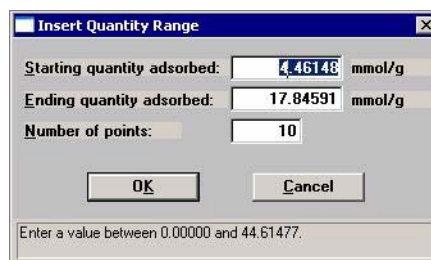 Insert Quantity Range
Starting quantity adsorbed: 4.46148 mmol/g
Ending quantity adsorbed: 17.84591 mmol/g
Number of points: 10
OK Cancel
Enter a value between 0.00000 and 44.61477.